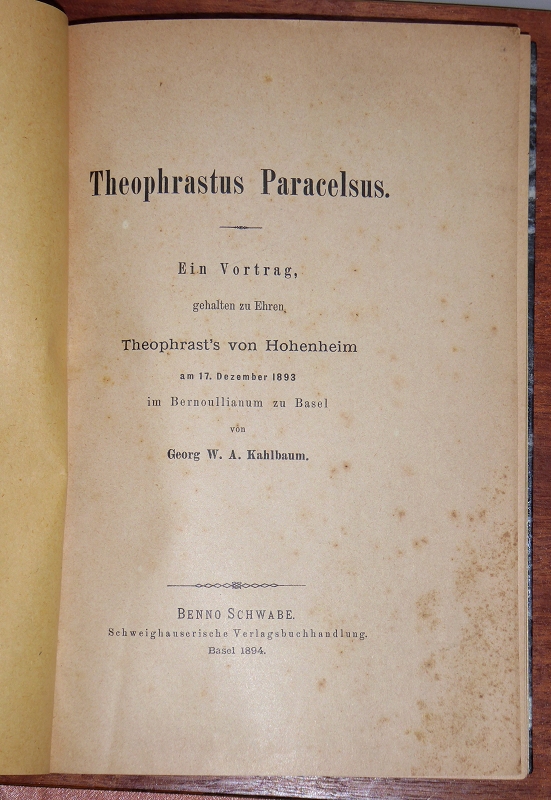 Theophrastus Paracelsus.
Ein Vortrag,
gehalten zu Ehren
Theophrast's von Hohenheim
am 17. Dezember 1893
im Bernoullianum zu Basel
von
Georg W. A. Kahlbaum.
BENNO SCHWABE.
Schweighauserische Verlagsbuchhandlung.
Basel 1894.